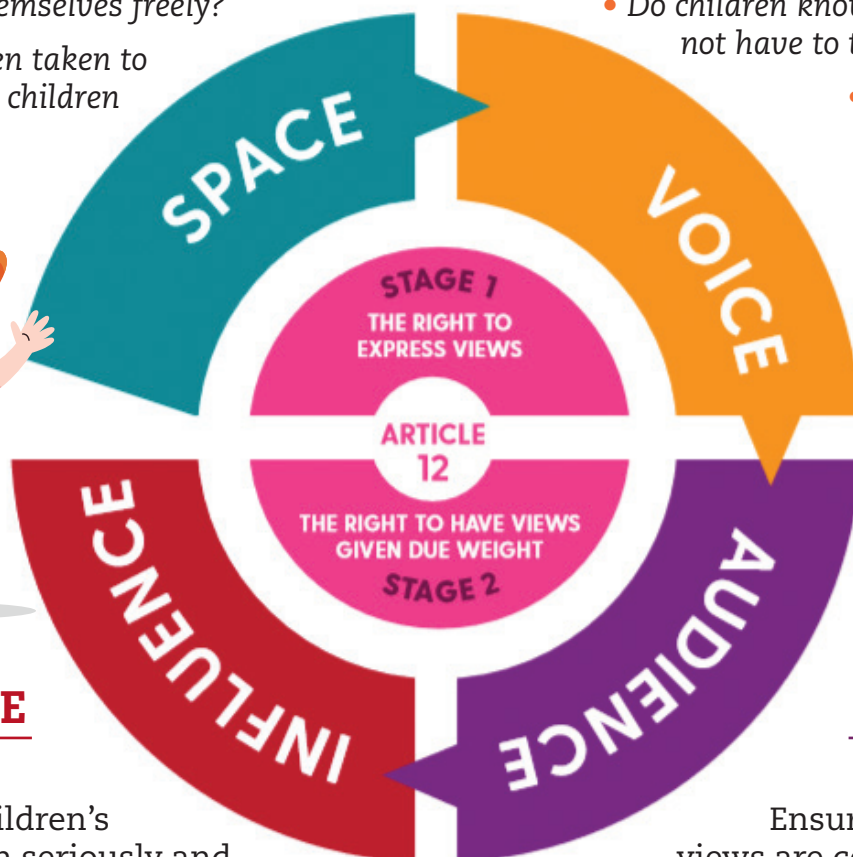 emselves freely?
en taken to
children
• Do children kno
not have to t
•
SPACE
VOICE
STAGE 1
THE RIGHT TO
EXPRESS VIEWS
ARTICLE
12
THE RIGHT TO HAVE VIEWS
GIVEN DUE WEIGHT
STAGE 2
INFLUENCE
AUDIENCE
E
ildren's
seriously and
Ensur
views are c